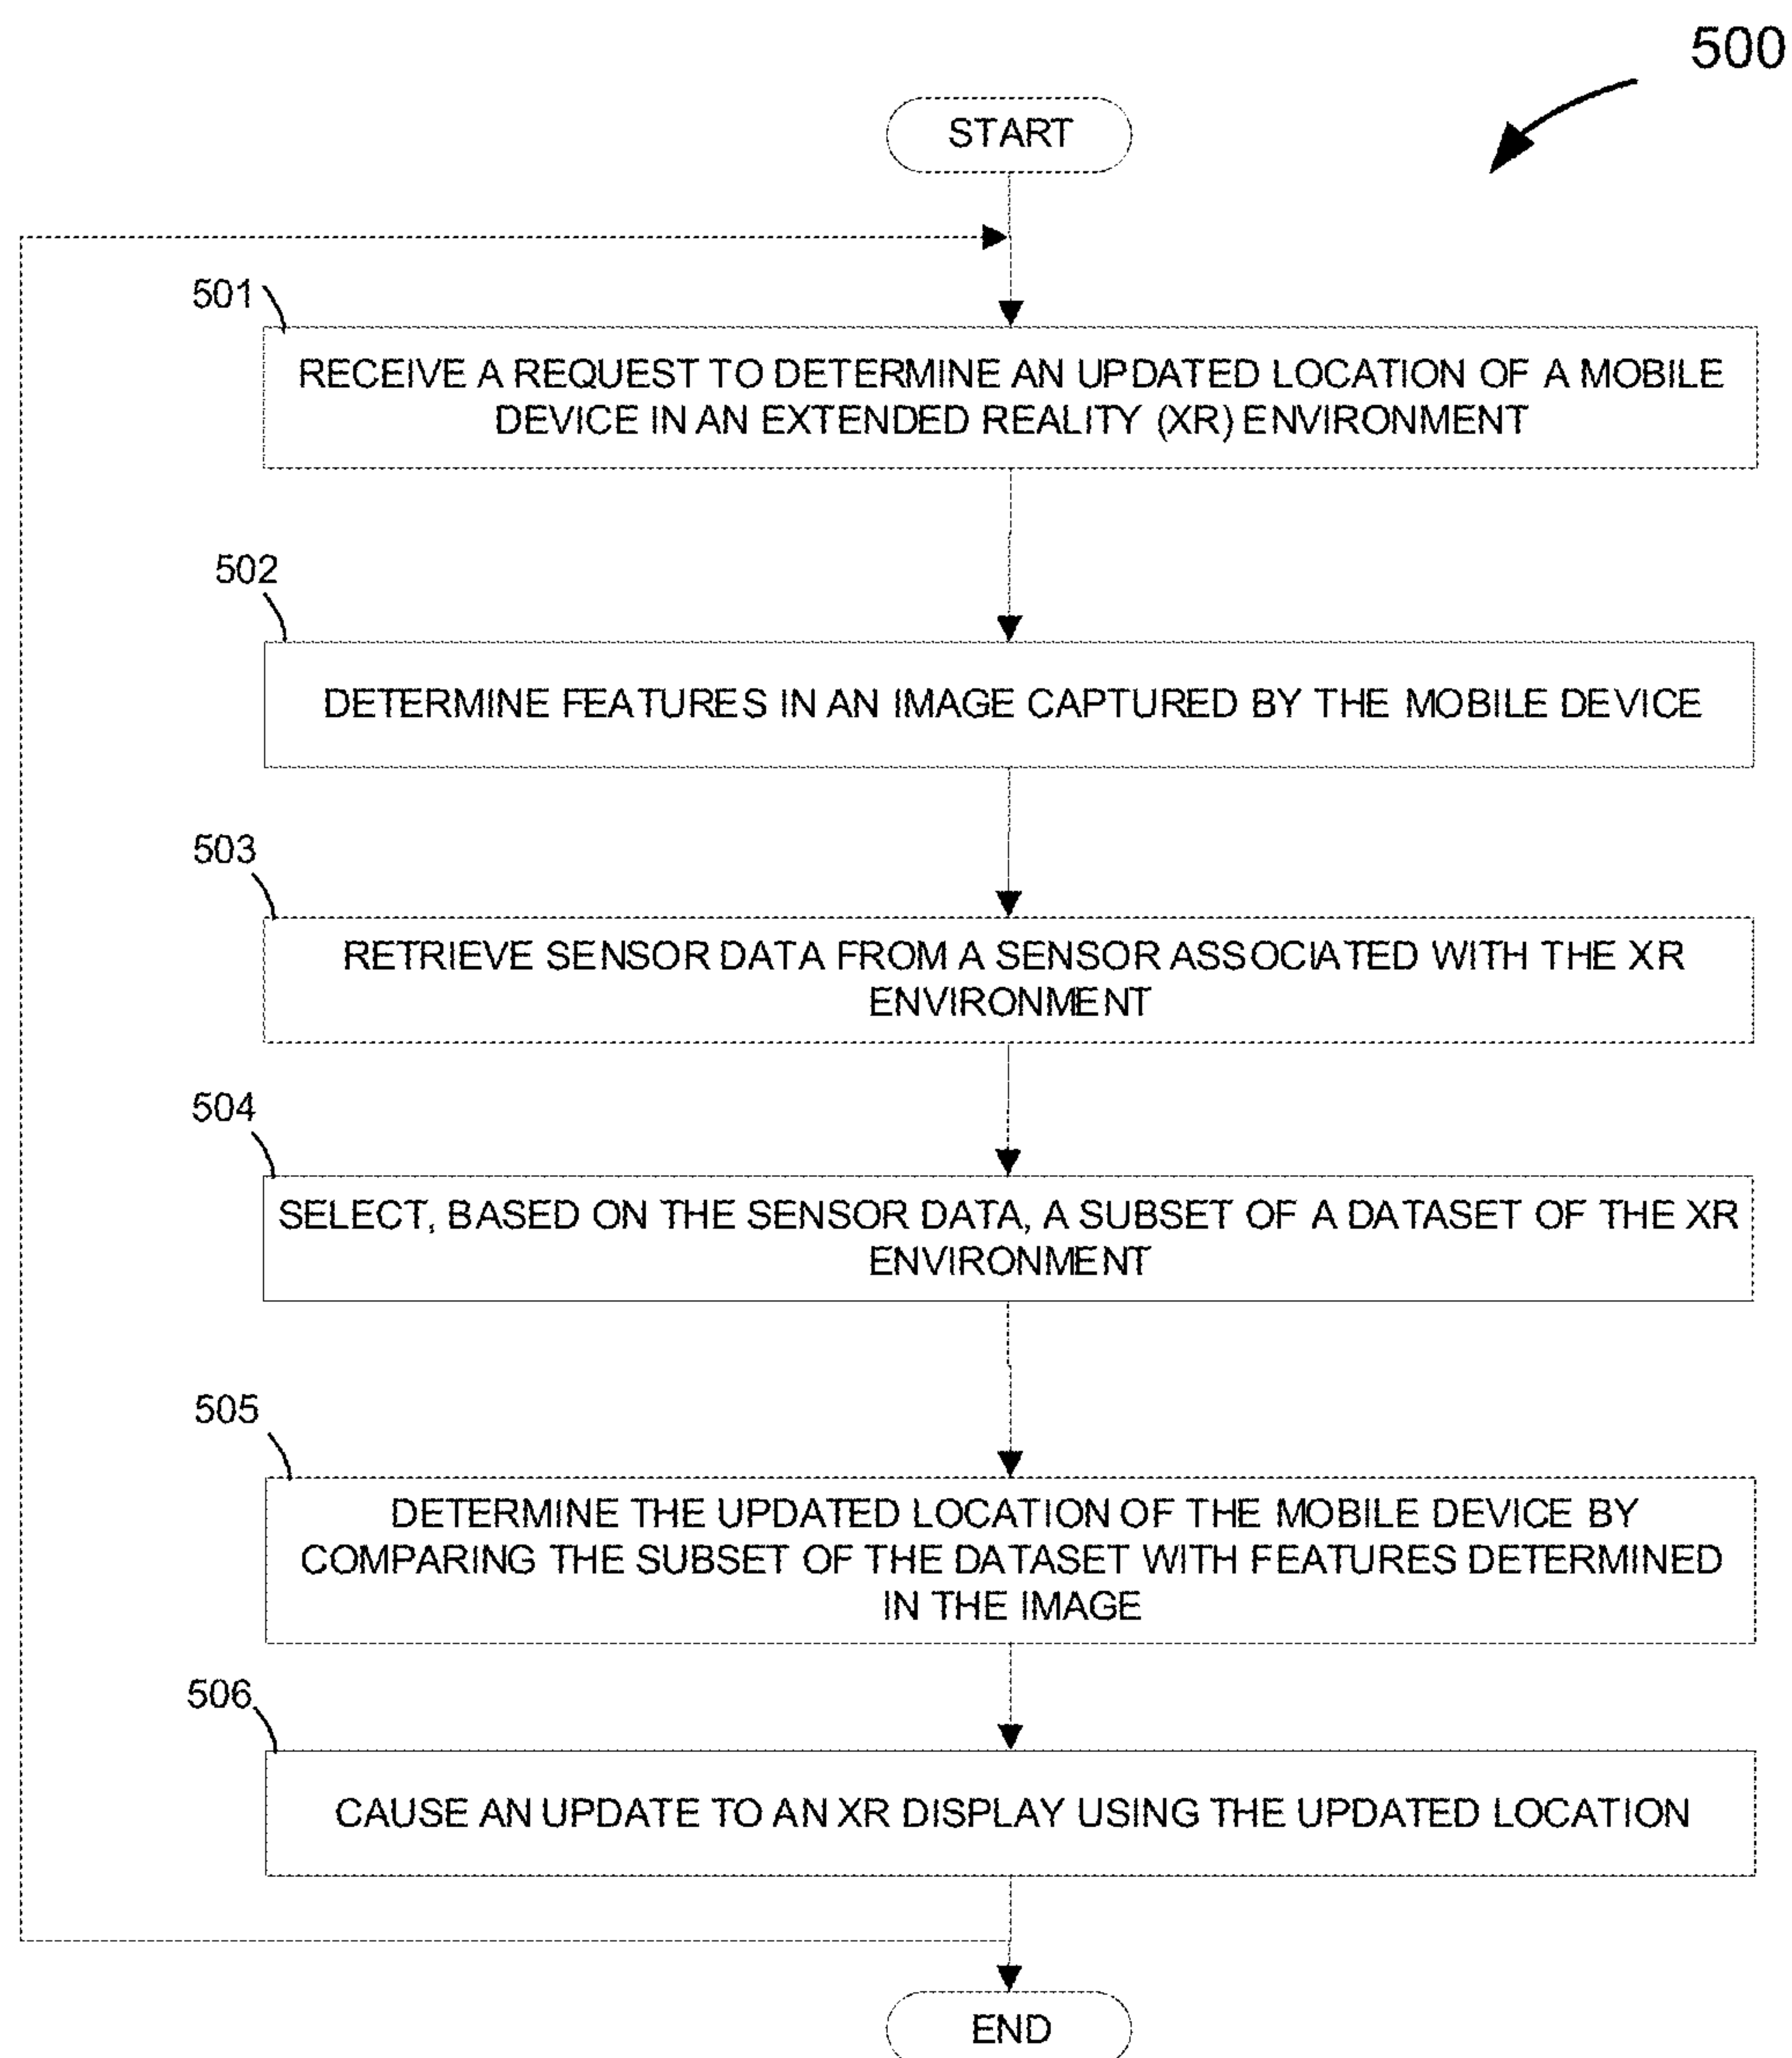 500
START
501
RECEIVE A REQUEST TO DETERMINE AN UPDATED LOCATION OF A MOBILE
DEVICE IN AN EXTENDED REALITY (XR) ENVIRONMENT
502
DETERMINE FEATURES IN AN IMAGE CAPTURED BY THE MOBILE DEVICE
503
RETRIEVE SENSOR DATA FROM A SENSOR ASSOCIATED WITH THE XR
ENVIRONMENT
504
SELECT, BASED ON THE SENSOR DATA, A SUBSET OF A DATASET OF THE XR
ENVIRONMENT
505
DETERMINE THE UPDATED LOCATION OF THE MOBILE DEVICE BY
COMPARING THE SUBSET OF THE DATASET WITH FEATURES DETERMINED
IN THE IMAGE
506
CAUSE AN UPDATE TO AN XR DISPLAY USING THE UPDATED LOCATION
END